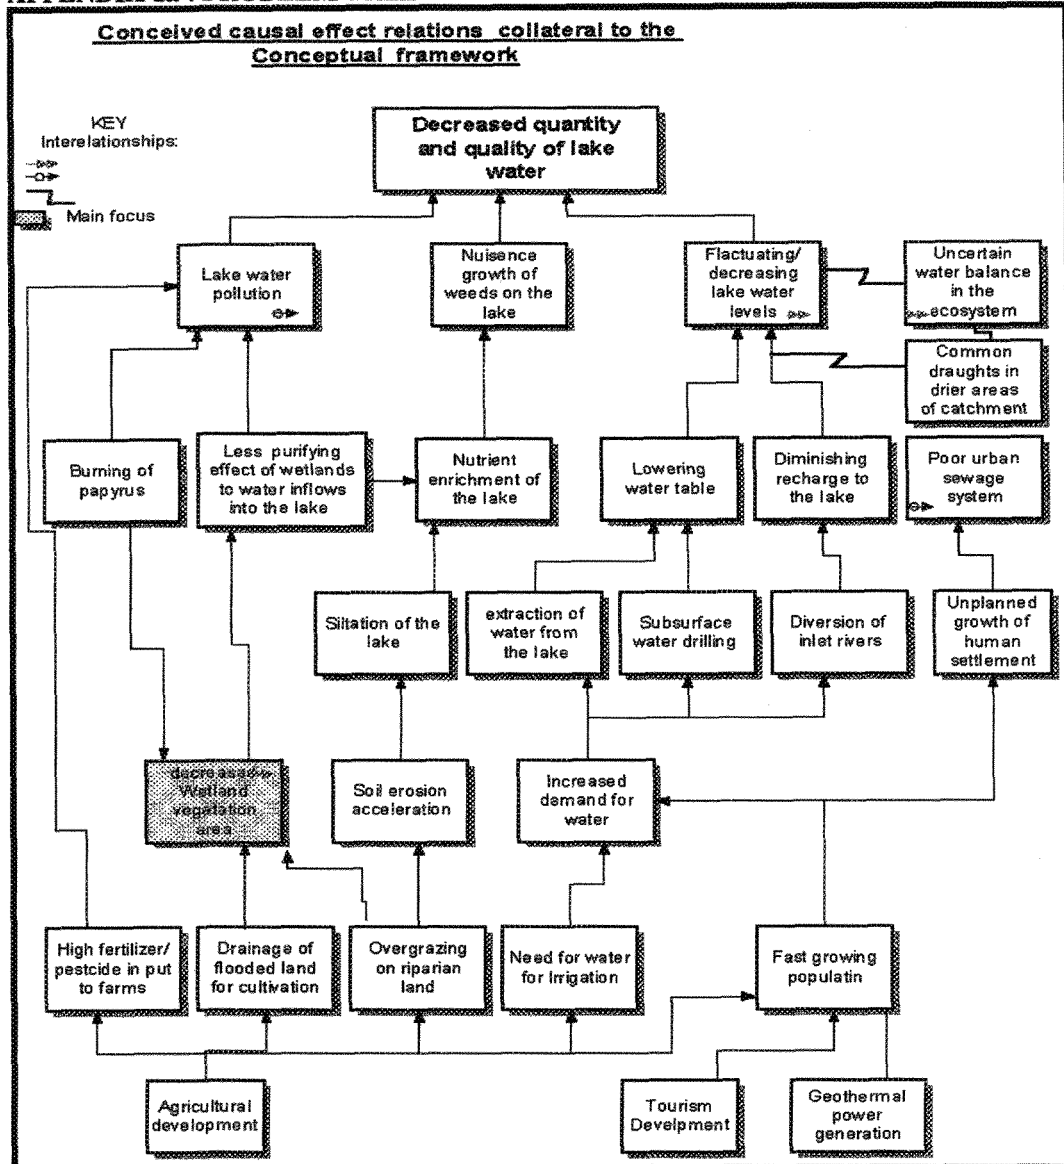 Conceived causal effect relations collateral to the
Conceptual framework
KEY
Interelationships:
Main focus
Decreased quantity
and quality of lake
water
Lake water
pollution
Nuisence
growth of
weeds on the
lake
Flactuating/
decreasing
lake water
levels
Uncertain
water balance
in the
ecosystem
Common
draughts in
drier areas
of catchment
Burning of
papyrus
Less purifying
effect of wetlands
to water inflows
into the lake
Nutrient
enrichment of
the lake
Lowering
water table
Diminishing
recharge to
the lake
Poor urban
sewage
system
Siltation of the
lake
extraction of
water from
the lake
Subsurface
water drilling
Diversion of
inlet rivers
Unplanned
growth of
human
settlement
decreased
Wetland
vegetation
area
Soil erosion
acceleration
Increased
demand for
water
High fertilizer/
pestcide in put
to farms
Drainage of
flooded land
for cultivation
Overgrazing
on riparian
land
Need for water
for Irrigation
Fast growing
populatin
Agricultural
development
Tourism
Develpment
Geothermal
power
generation